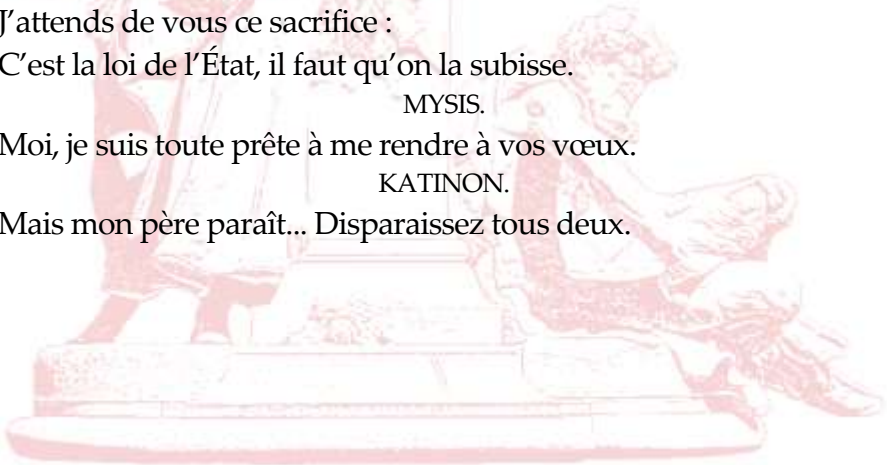 J’attends de vous ce sacrifice :
C’est la loi de l’État, il faut qu’on la subisse.
MYSIS.
Moi, je suis toute prête à me rendre à vos vœux.
KATINON.
Mais mon père paraît... Disparaissez tous deux.